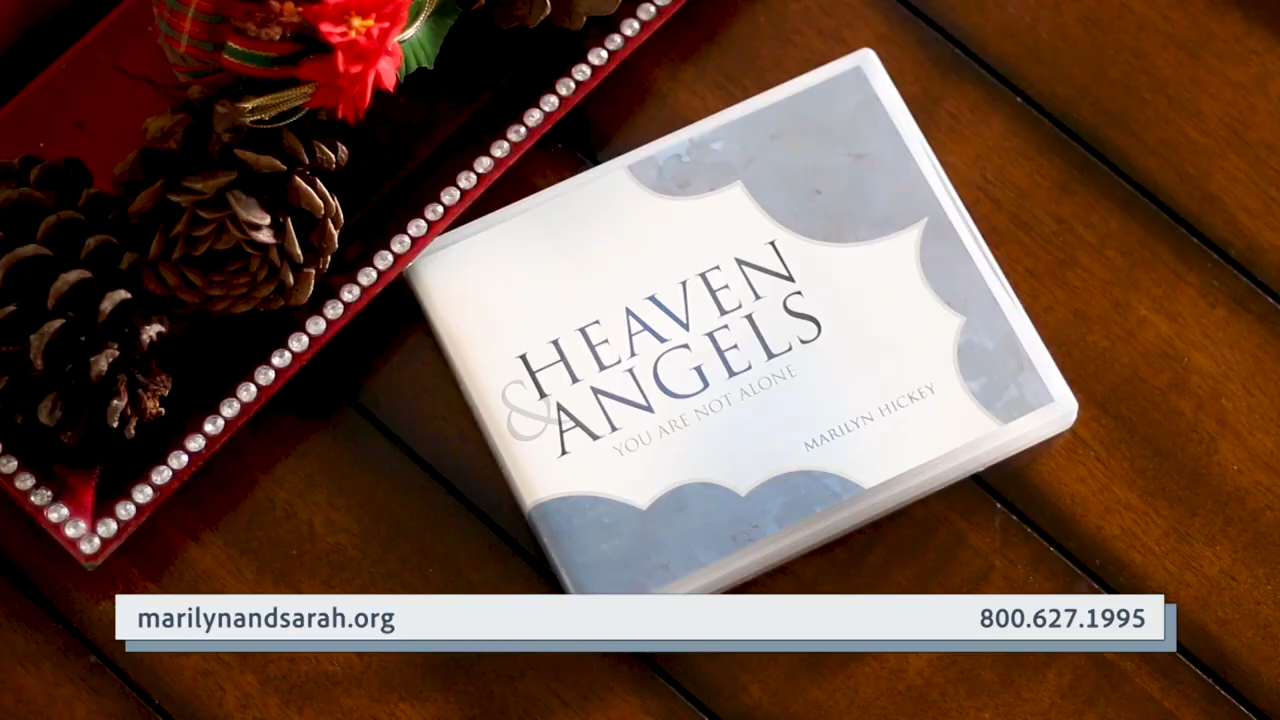 HEAVEN
& ANGELS
YOU ARE NOT ALONE
MARILYN HICKEY
marilynandsarah.org
800.627.1995